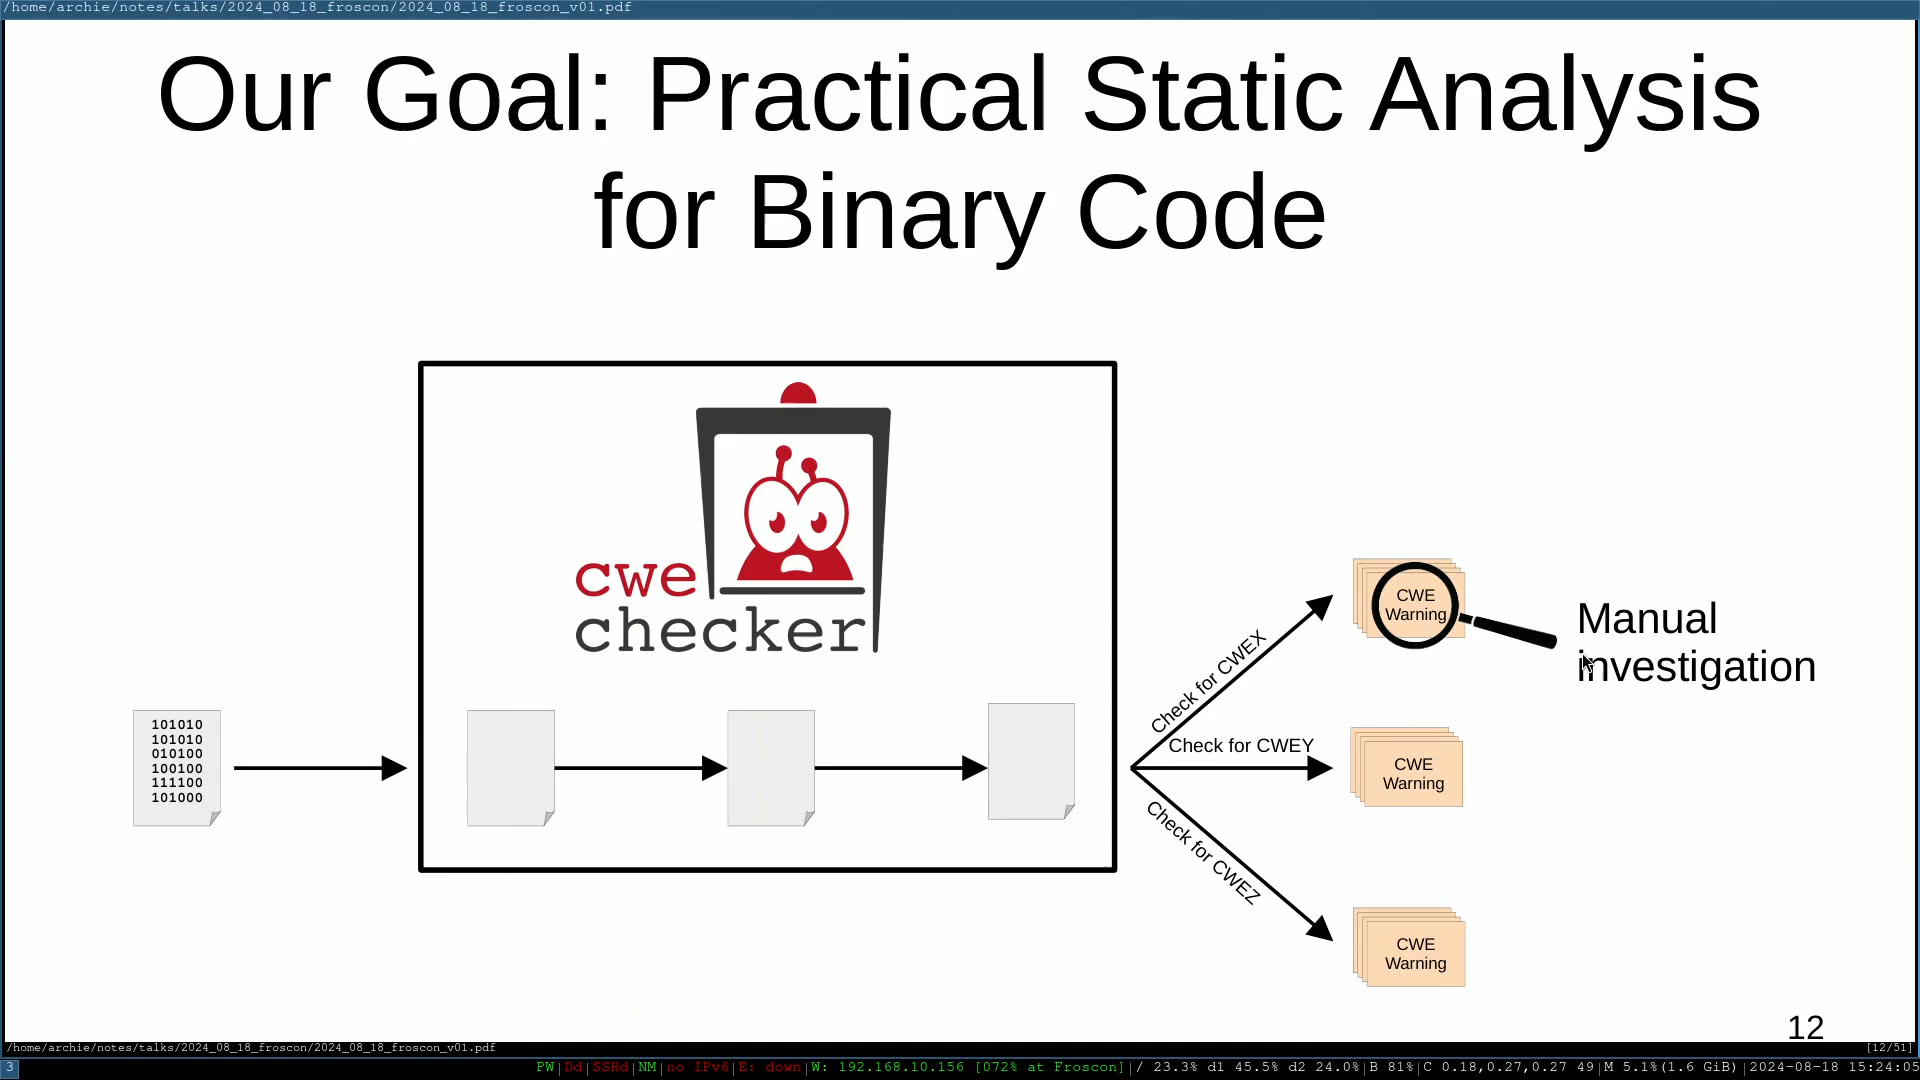 /home/archie/notes/talks/2024_08_18_froscon/2024_08_18_froscon_v01.pdf
Our Goal: Practical Static Analysis
for Binary Code
cwe
checker
101010
101010
010100
100100
111100
101000
Check for CWEX
Check for CWEY
Check for CWEZ
CWE
Warning
Manual
investigation
CWE
Warning
CWE
Warning
12
/home/archie/notes/talks/2024_08_18_froscon/2024_08_18_froscon_v01.pdf
[12/51]
3
PW|Dd|SSHd|NM|no IPv6|E: down|W: 192.168.10.156 [072% at Froscon]|/ 23.3% d1 45.5% d2 24.0%|B 81%|C 0.18,0.27,0.27 49|M 5.1%(1.6 GiB)|2024-08-18 15:24:05